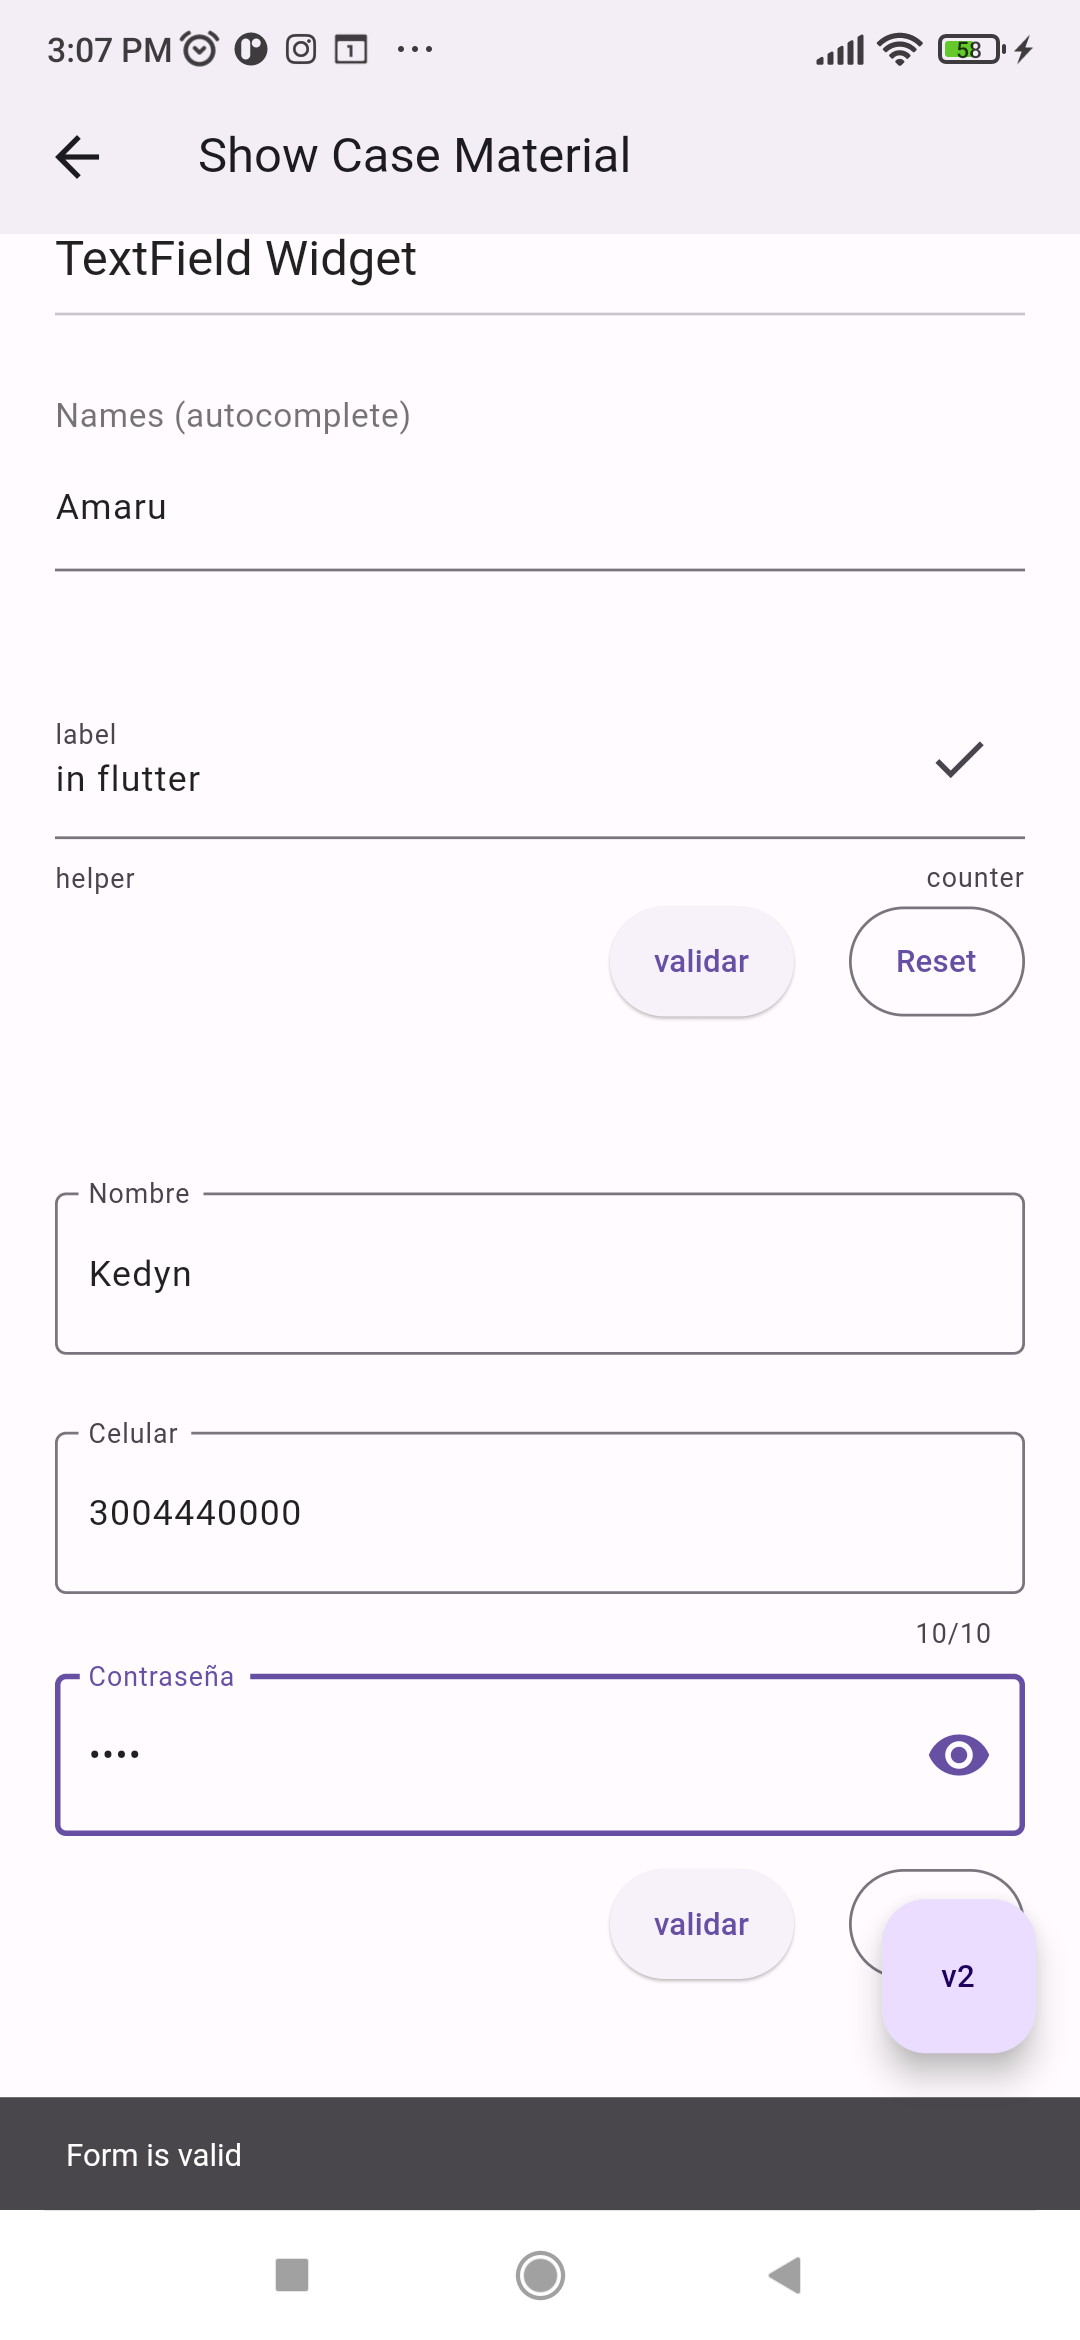 3:07 PM 1 58
Show Case Material
TextField Widget
Names (autocomplete)
Amaru
label
in flutter
helper counter
validar Reset
Nombre
Kedyn
Celular
3004440000
10/10
Contraseña
••••
validar
v2
Form is valid